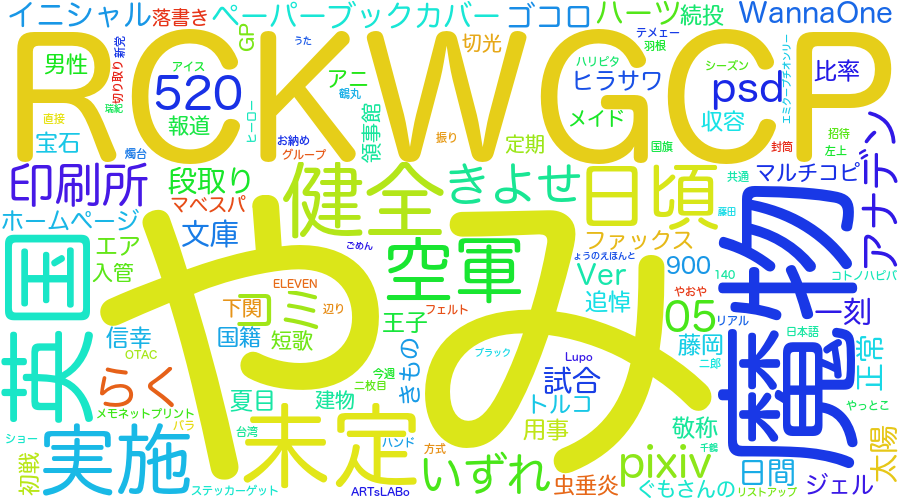 イニシャル
落書き
ペーパーブックカバー
ゴコロ
ハーツ
続投
WannaOne
RCKWGCP
男性
切り取り
新党
瑞紀
アイス
520
鶴丸
GP
うた
切光
アニ
ハリピタ
テメェー
羽根
ヒラサワ
シーズン
psd
エミクープチオンリー
比率
直接
宝石
報道
ヒーロー
お納め
領事館
振り
定期
メイド
収容
招待
左上
燭台
グループ
国旗
封筒
印刷所
段取り
健全
きよせ
日頃
共通
マルチコピ
アナデン
マベスパ
ホームページ
文庫
藤田
魔物
エア
入管
英国
やみ
ごめん
空軍
ファックス
ょうのえほんと
Ver
900
140
コトノハピバ
ELEVEN
追悼
やおや
信幸
下関
コミ
辺り
フェルト
05
リアル
一刻
国籍
短歌
王子
日本語
OTAC
藤岡
らく
今週
きもの
ブラック
Lupo
二郎
正常
二枚目
試合
メモネットプリント
夏目
建物
トルコ
やっとこ
バラ
未定
台湾
ハンド
方式
用事
敬称
太陽
ショー
実施
千鶴
初戦
いずれ
pixiv
日間
虫垂炎
ぐもさんの
ジェル
ステッカーゲット
ARTsLABo
リストアップ